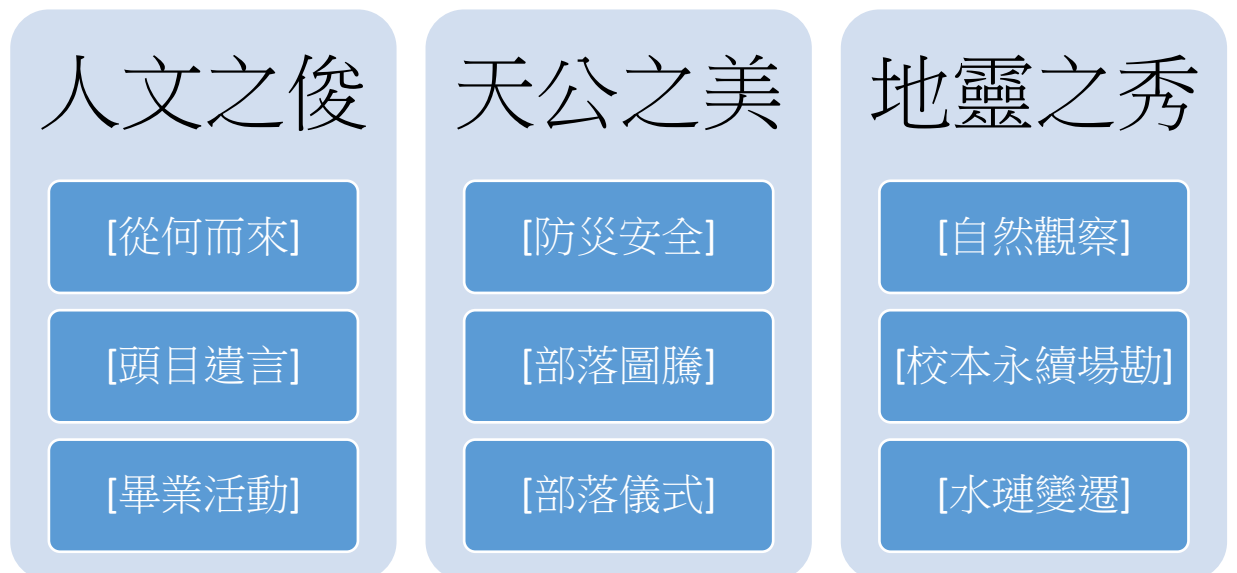 人文之俊
[從何而來]
[頭目遺言]
[畢業活動]
天公之美
[防災安全]
[部落圖騰]
[部落儀式]
地靈之秀
[自然觀察]
[校本永續場勘]
[水璉變遷]